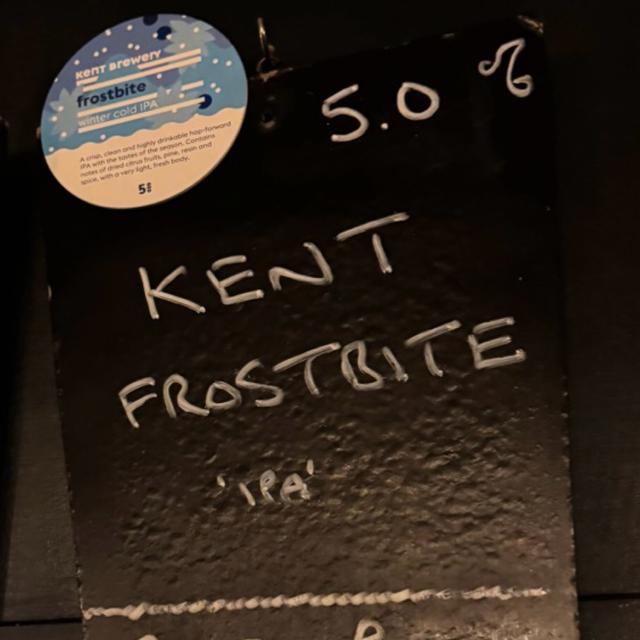 KENT BREWERY
frostbite
winter cold IPA
A crisp, clean and highly drinkable hop-forward
IPA with the tastes of the season. Contains
notes of dried citrus fruits, pine, resin and
spice, with a very light, fresh body.
5%
5.0 %
KENT
FROSTBITE
'IPA'